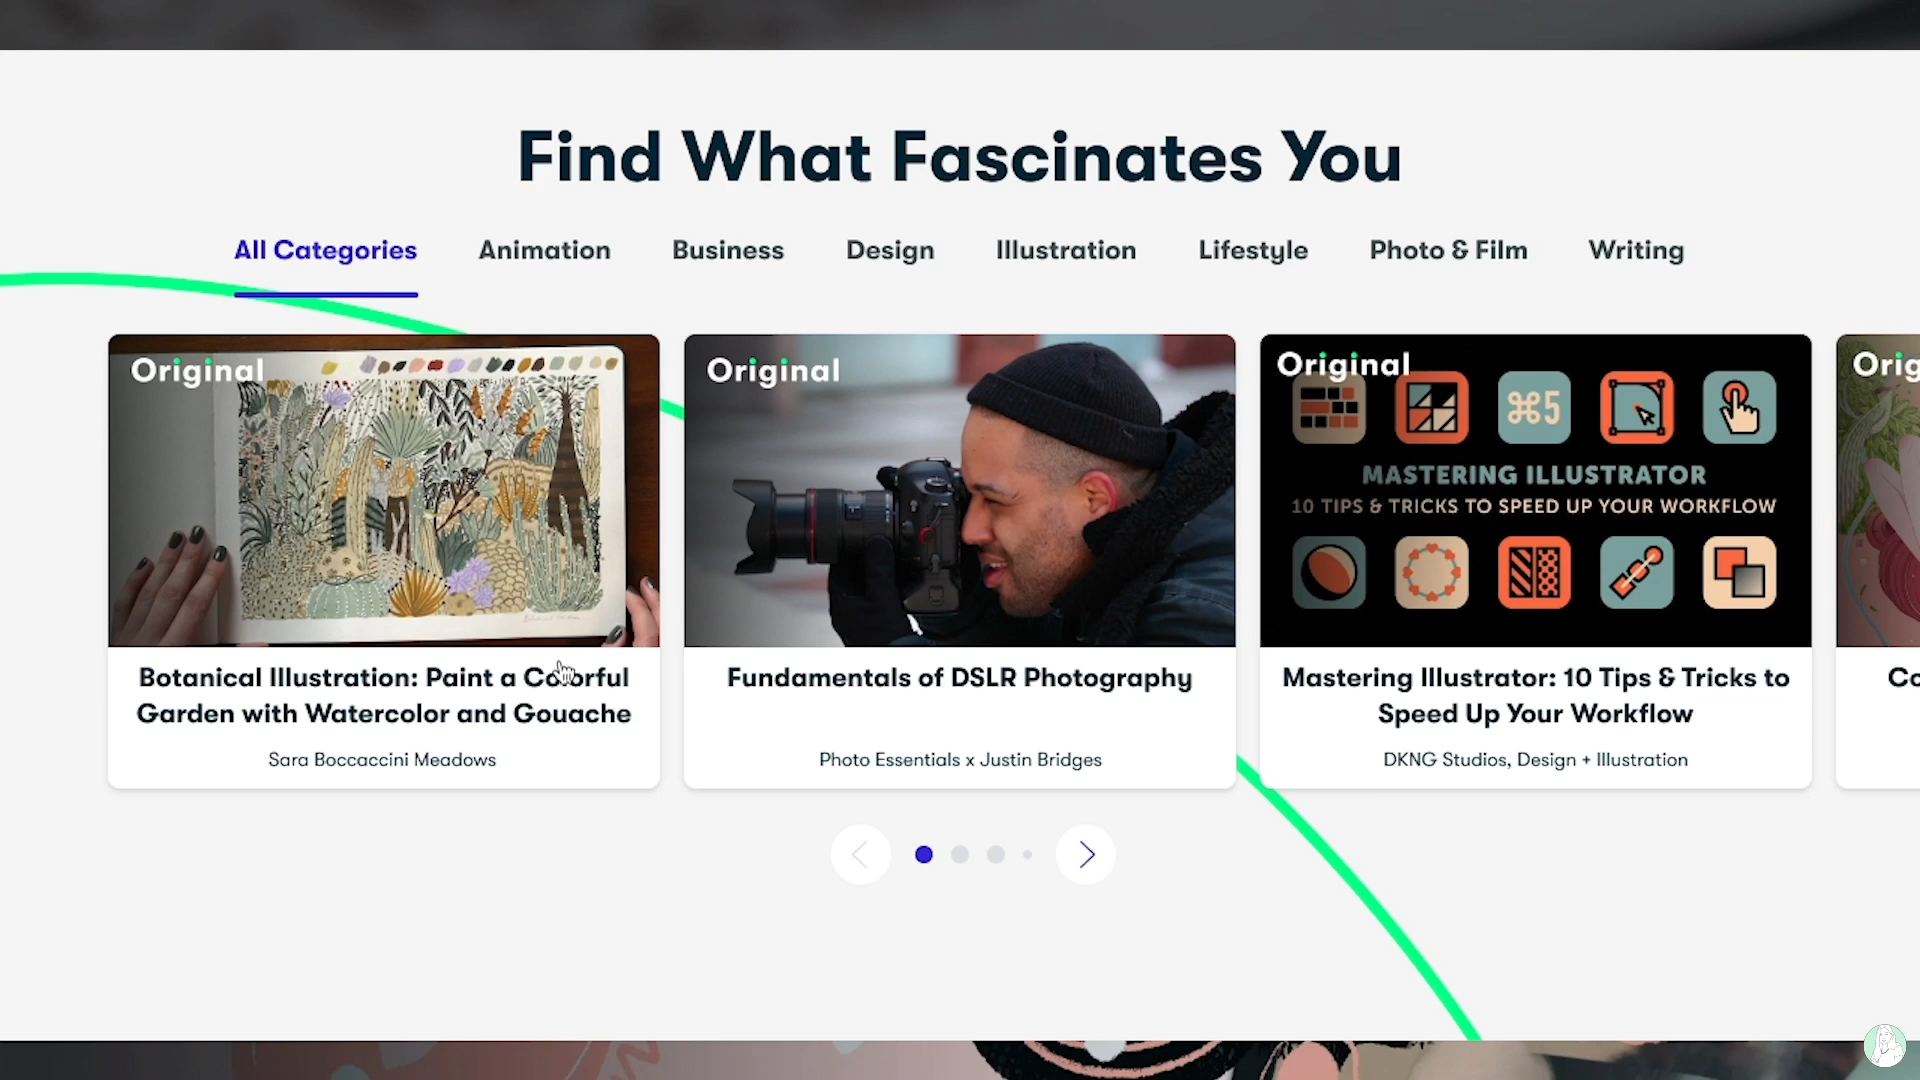 Find What Fascinates You
All Categories Animation Business Design Illustration Lifestyle Photo & Film Writing
Original
Botanical Illustration: Paint a Colorful
Garden with Watercolor and Gouache
Sara Boccaccini Meadows
Original
Fundamentals of DSLR Photography
Photo Essentials x Justin Bridges
Original
⌘5
MASTERING ILLUSTRATOR
10 TIPS & TRICKS TO SPEED UP YOUR WORKFLOW
Mastering Illustrator: 10 Tips & Tricks to
Speed Up Your Workflow
DKNG Studios, Design + Illustration
Orig
Co